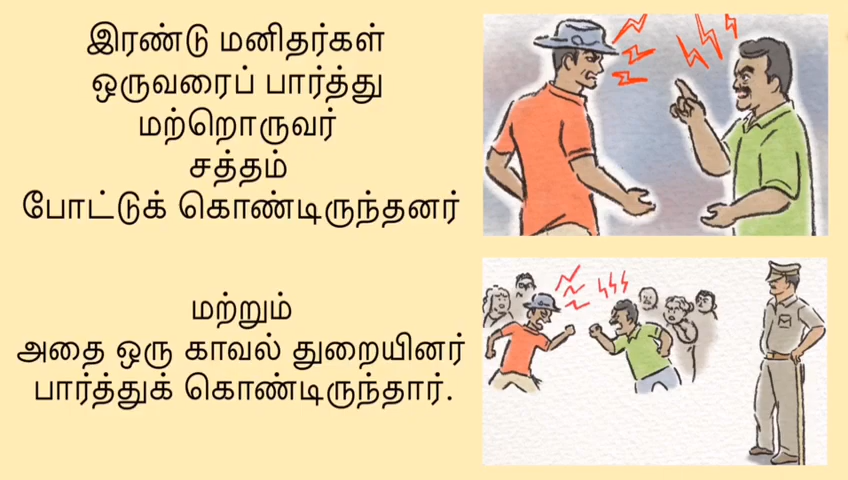 இரண்டு மனிதர்கள்
ஒருவரைப் பார்த்து
மற்றொருவர்
சத்தம்
போட்டுக் கொண்டிருந்தனர்
மற்றும்
அதை ஒரு காவல் துறையினர்
பார்த்துக் கொண்டிருந்தார்.